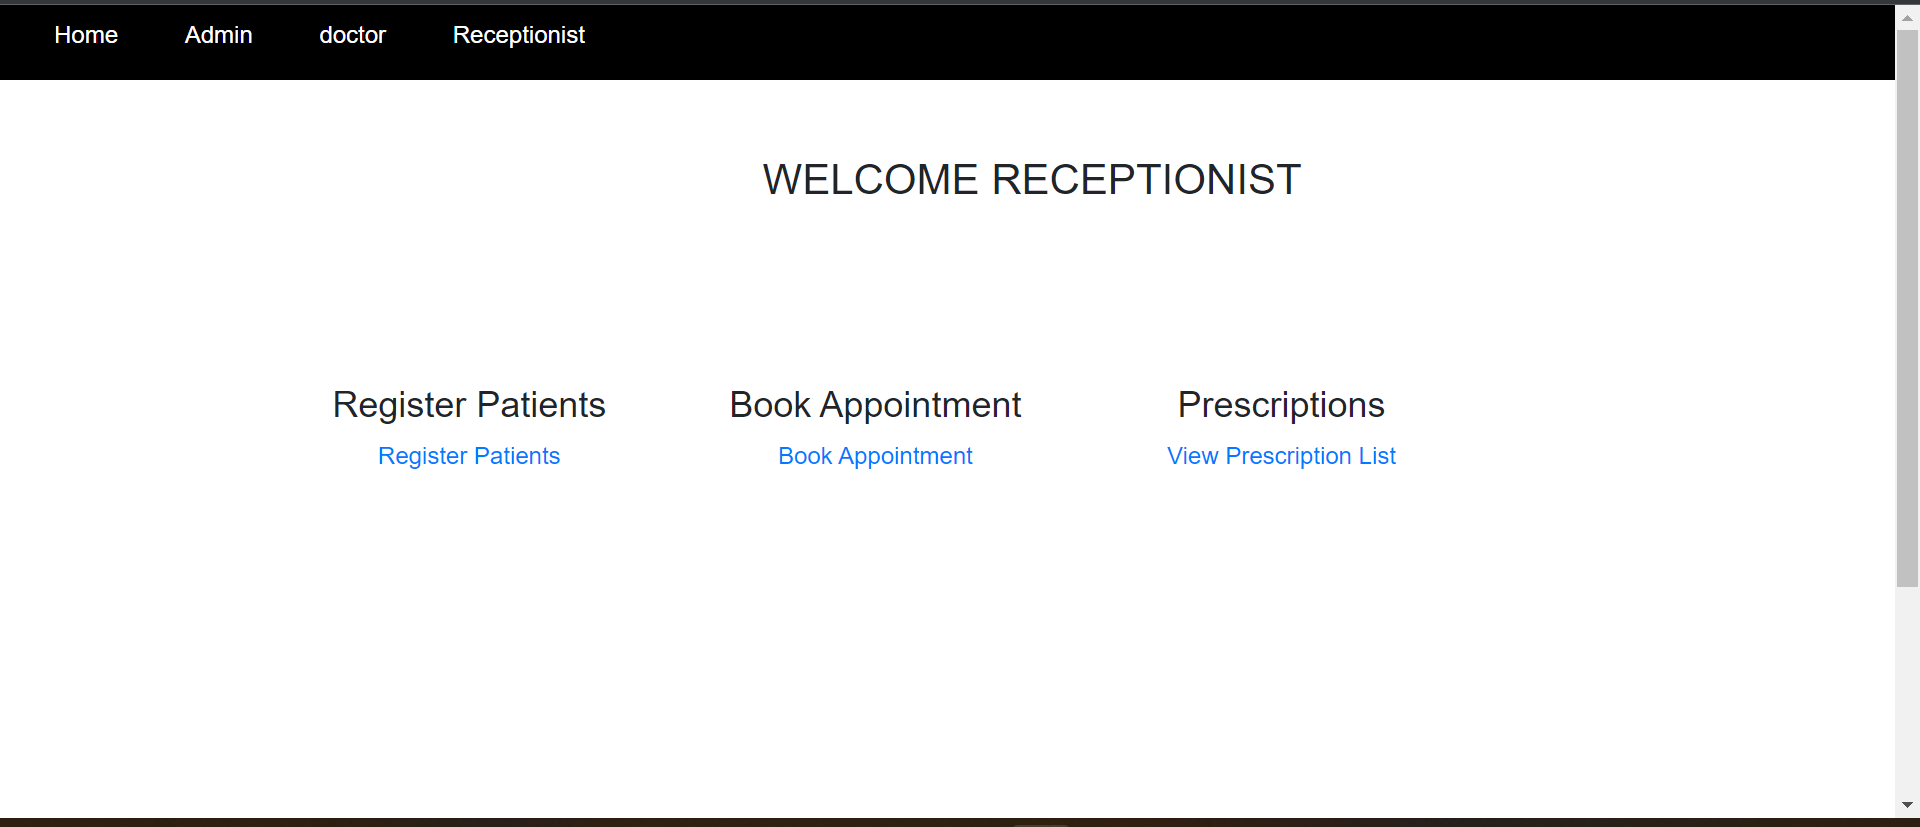 Home Admin doctor Receptionist
WELCOME RECEPTIONIST
Register Patients Book Appointment Prescriptions
Register Patients Book Appointment View Prescription List